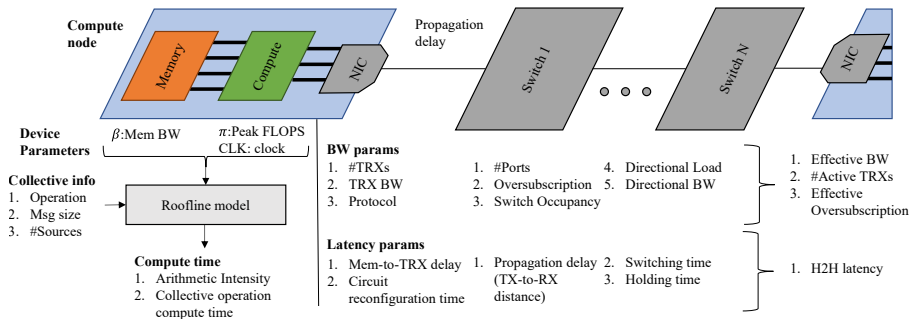 Compute
node
Memory
Compute
NIC
Propagation
delay
Switch 1
Switch N
NIC
Device
Parameters
β:Mem BW
π:Peak FLOPS
CLK: clock
Collective info
1. Operation
2. Msg size
3. #Sources
Roofline model
Compute time
1. Arithmetic Intensity
2. Collective operation
compute time
BW params
1. #TRXs
2. TRX BW
3. Protocol
1. #Ports
2. Oversubscription
3. Switch Occupancy
4. Directional Load
5. Directional BW
1. Effective BW
2. #Active TRXs
3. Effective
Oversubscription
Latency params
1. Mem-to-TRX delay
2. Circuit
reconfiguration time
1. Propagation delay
(TX-to-RX
distance)
2. Switching time
3. Holding time
1. H2H latency